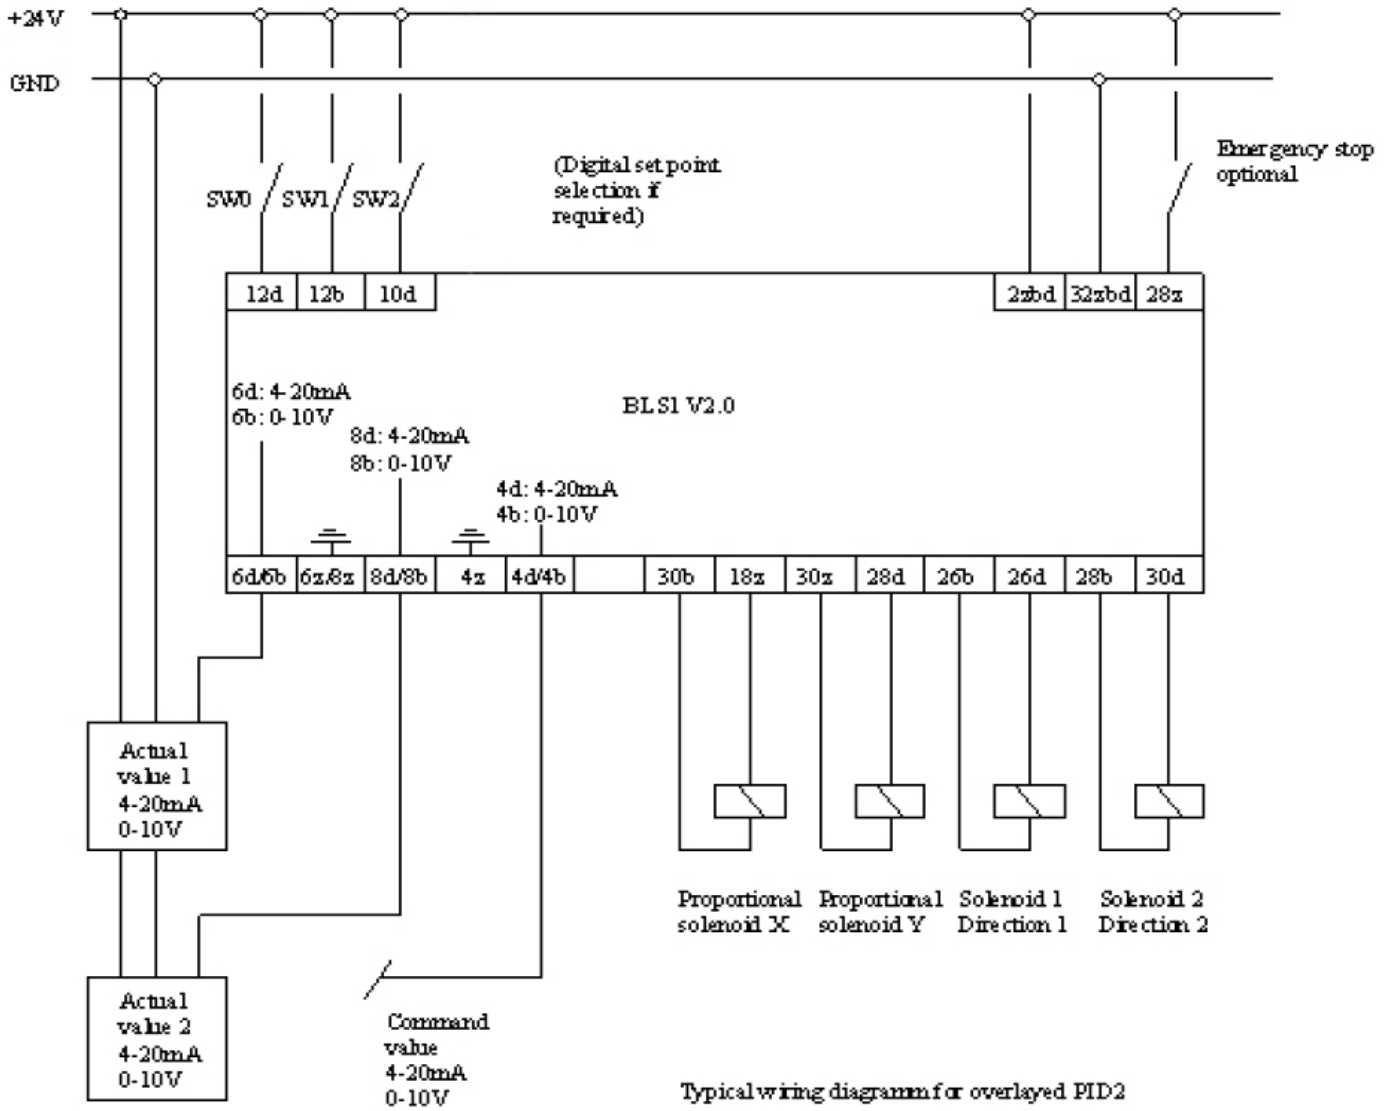 +24V
GND
Emergency stop
optional
(Digital set point
selection if
required)
SW0 SW1 SW2
12d 12b 10d 2zbd 32zbd 28z
6d: 4-20mA
6b: 0-10V
BLS1 V2.0
8d: 4-20mA
8b: 0-10V
4d: 4-20mA
4b: 0-10V
6d/6b 6z/8z 8d/8b 4z 4d/4b 30b 18z 30z 28d 26b 26d 28b 30d
Actual
value 1
4-20mA
0-10V
Proportional
solenoid X
Proportional
solenoid Y
Solenoid 1
Direction 1
Solenoid 2
Direction 2
Actual
value 2
4-20mA
0-10V
Command
value
4-20mA
0-10V
Typical wiring diagramm for overlayed PID2